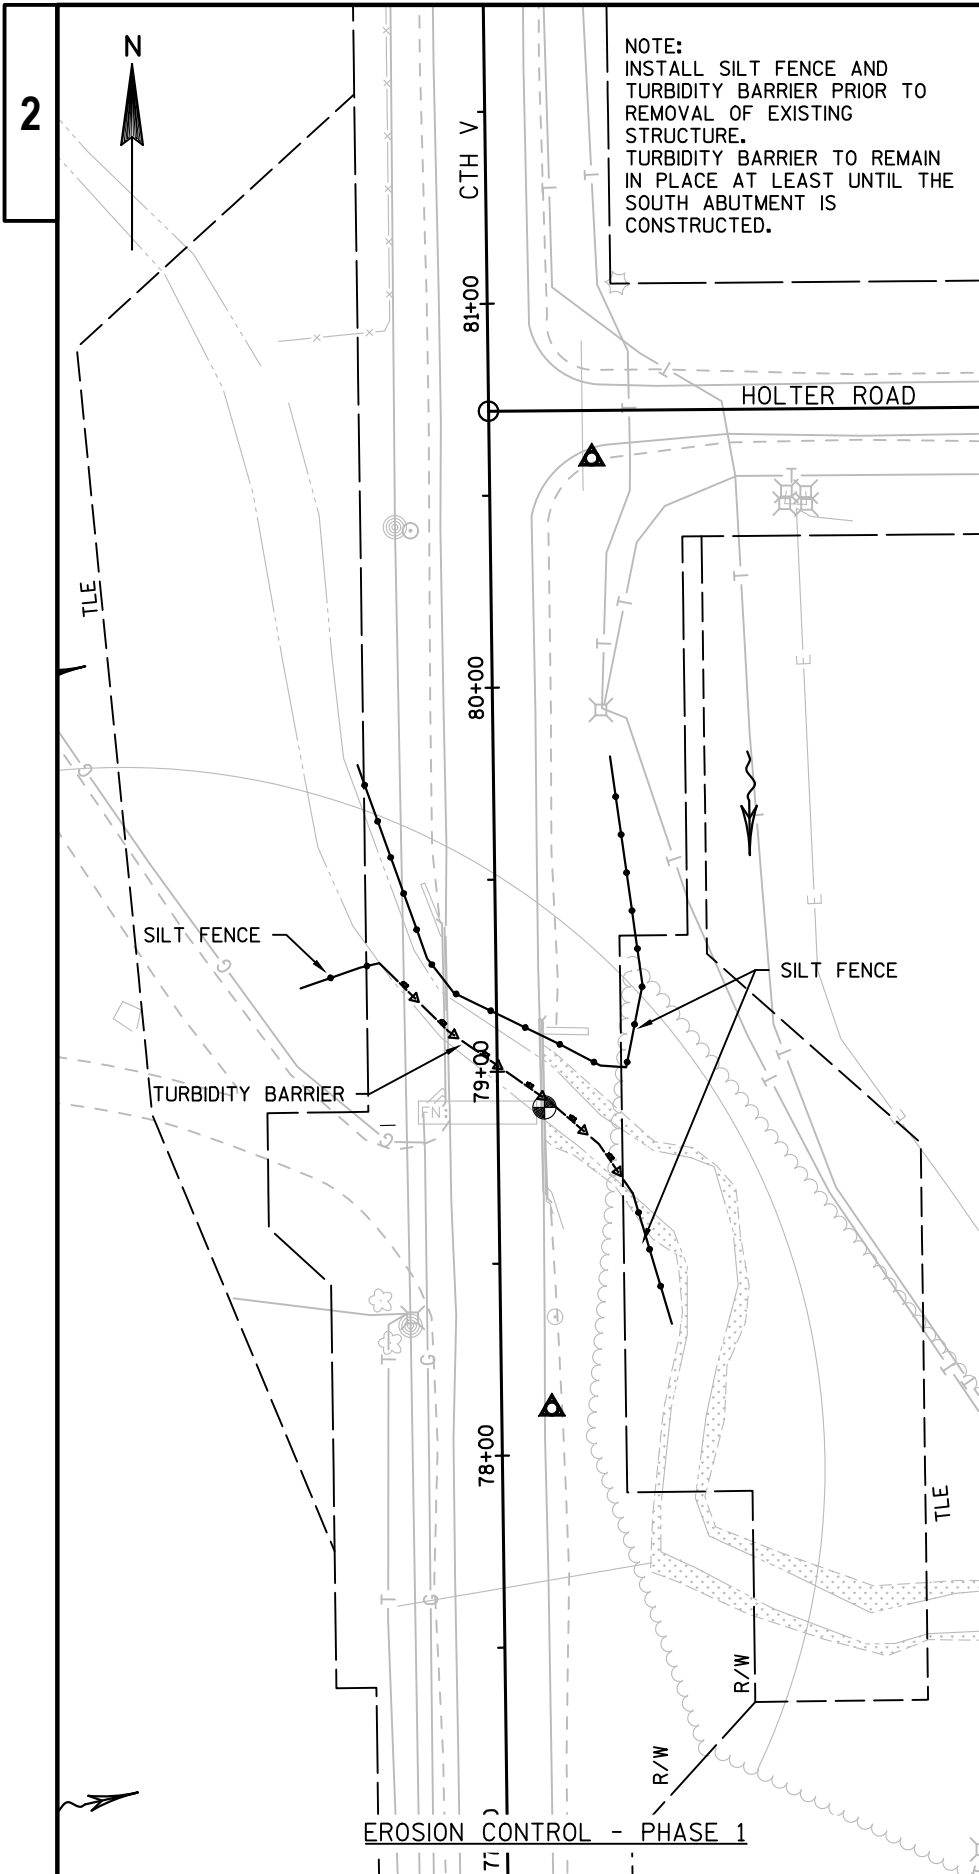 2
N
NOTE:
INSTALL SILT FENCE AND
TURBIDITY BARRIER PRIOR TO
REMOVAL OF EXISTING
STRUCTURE.
TURBIDITY BARRIER TO REMAIN
IN PLACE AT LEAST UNTIL THE
SOUTH ABUTMENT IS
CONSTRUCTED.
CTH V
T
T
81+00
T
T
HOLTER ROAD
T
TLE
T
T
T
E
80+00
G
T
T
E
SILT FENCE
G
SILT FENCE
T
T
79+00
TURBIDITY BARRIER
FN
T
G
T
G
T
T
78+00
TLE
T
G
R/W
R/W
EROSION CONTROL - PHASE 1